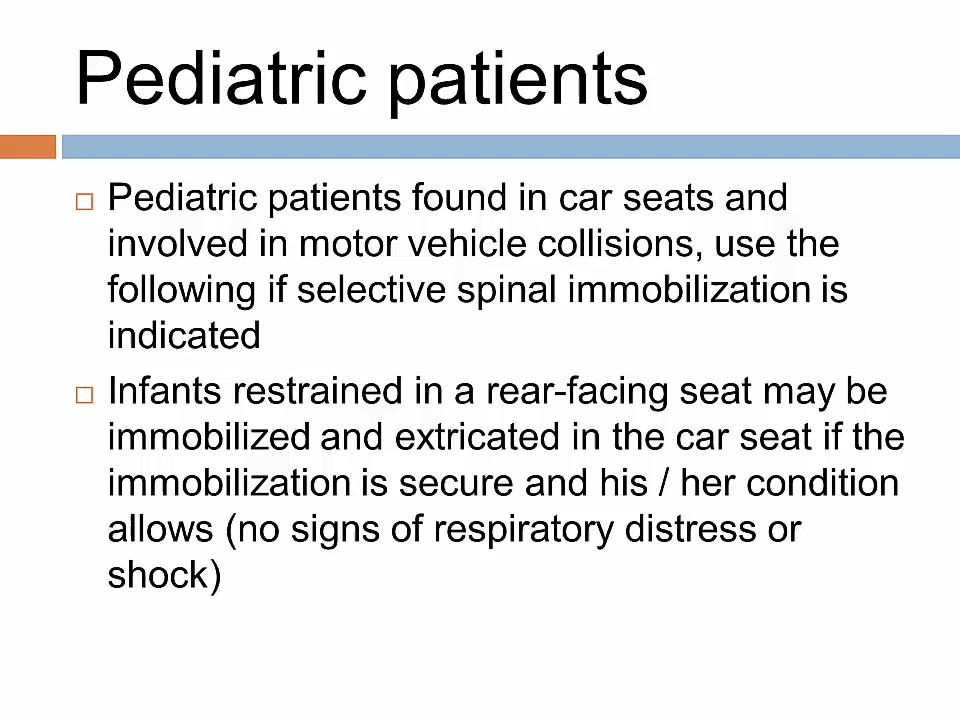 Pediatric patients
Pediatric patients found in car seats and
involved in motor vehicle collisions, use the
following if selective spinal immobilization is
indicated
Infants restrained in a rear-facing seat may be
immobilized and extricated in the car seat if the
immobilization is secure and his / her condition
allows (no signs of respiratory distress or
shock)